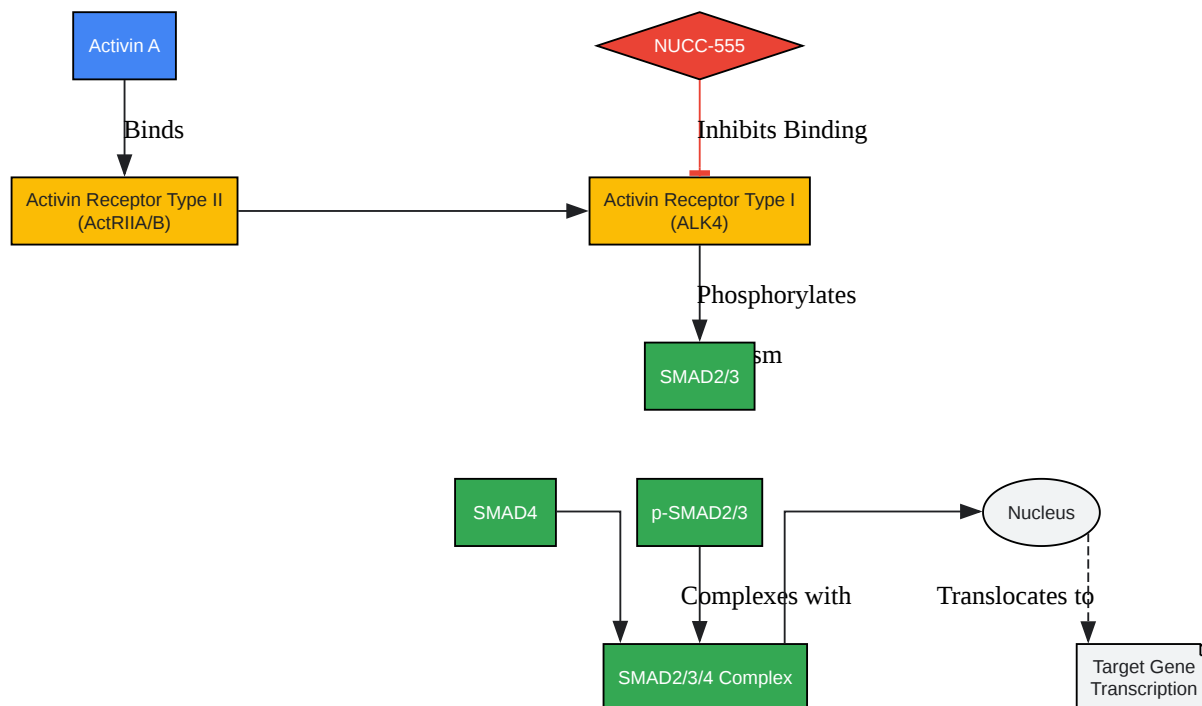 Activin A
NUCC-555
Binds
Inhibits Binding
Activin Receptor Type II
(ActRIIA/B)
Activin Receptor Type I
(ALK4)
Phosphorylates
sm
SMAD2/3
SMAD4
p-SMAD2/3
Nucleus
Complexes with
Translocates to
SMAD2/3/4 Complex
Target Gene
Transcription